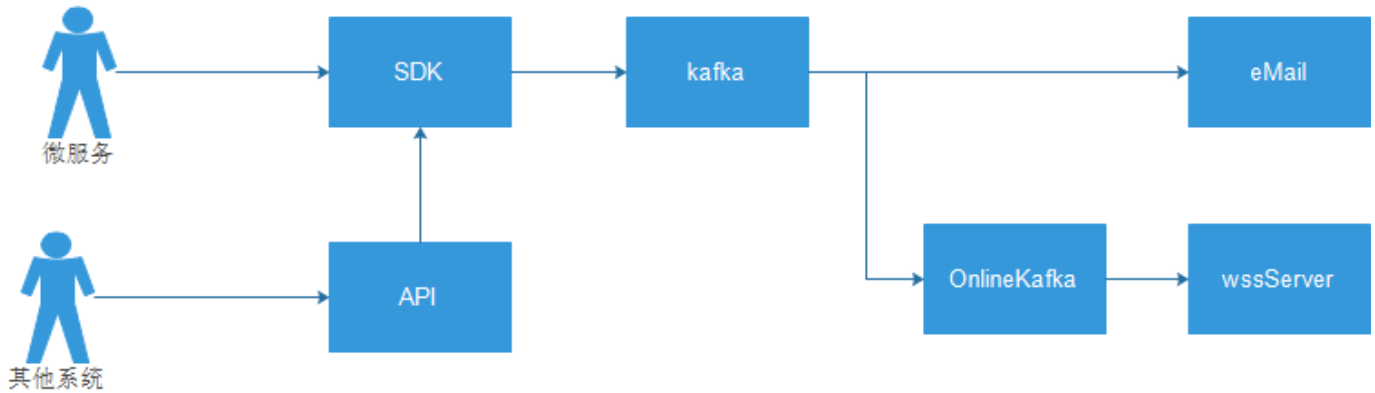 SDK
kafka
eMail
微服务
OnlineKafka
wssServer
API
其他系统